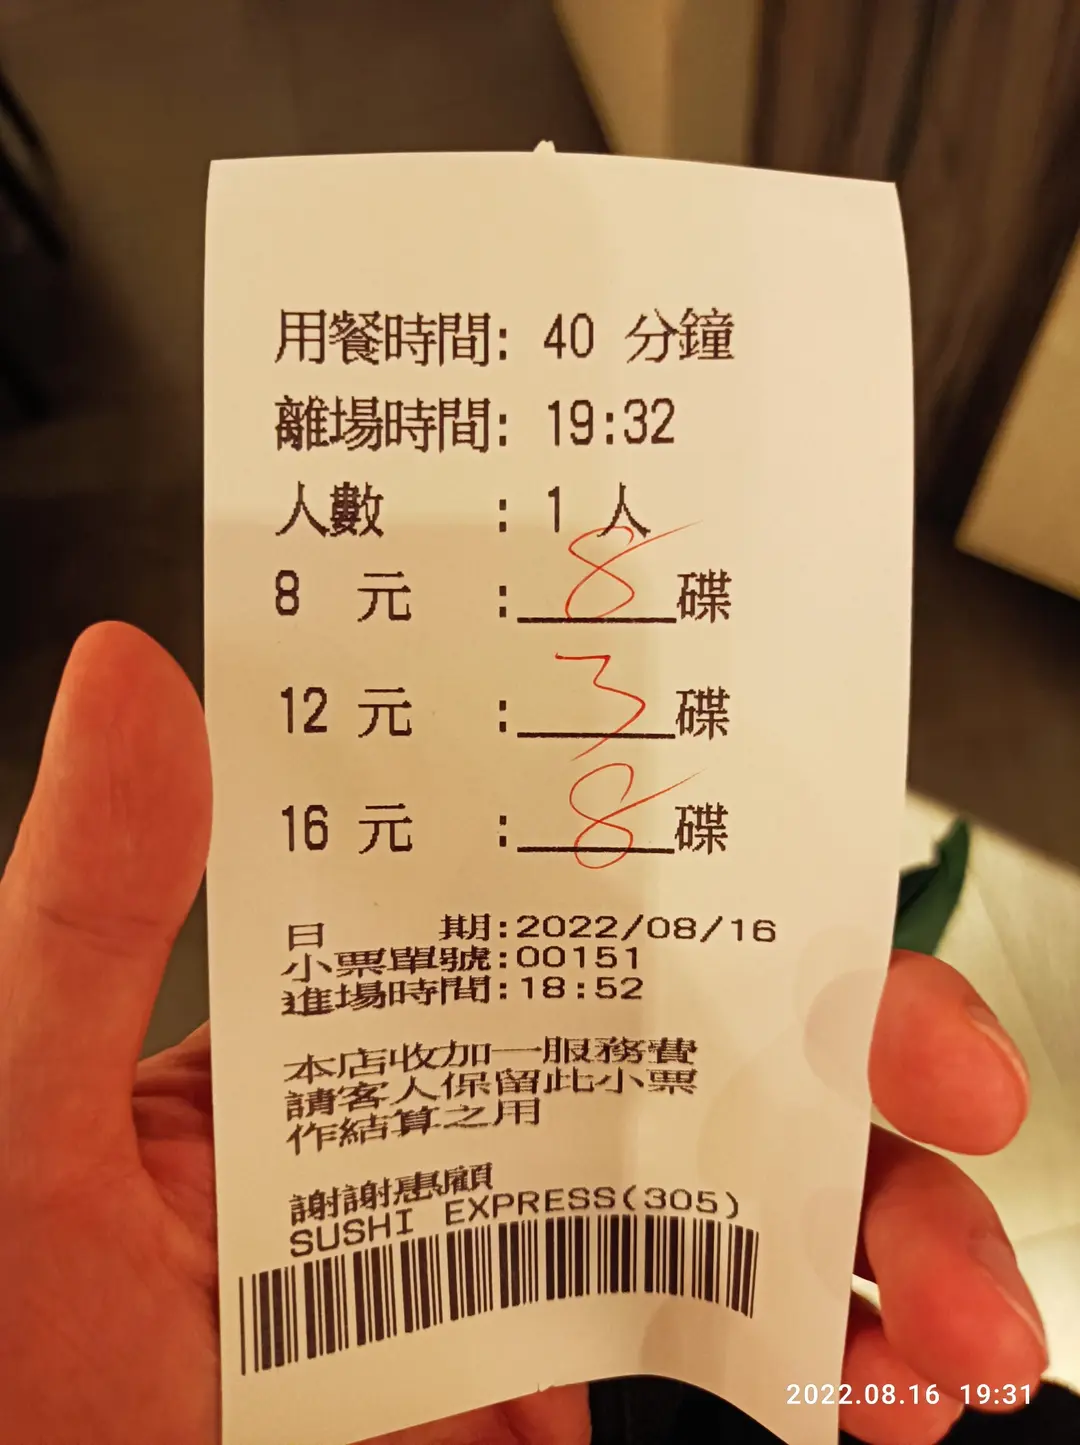 用餐時間: 40 分鐘
離場時間: 19:32
人數 : 1 人
8 元 : 8 碟
12 元 : 3 碟
16 元 : 8 碟
日 期:2022/08/16
小票單號:00151
進場時間:18:52
本店收加一服務費
請客人保留此小票
作結算之用
謝謝惠顧
SUSHI EXPRESS(305)
2022.08.16 19:31